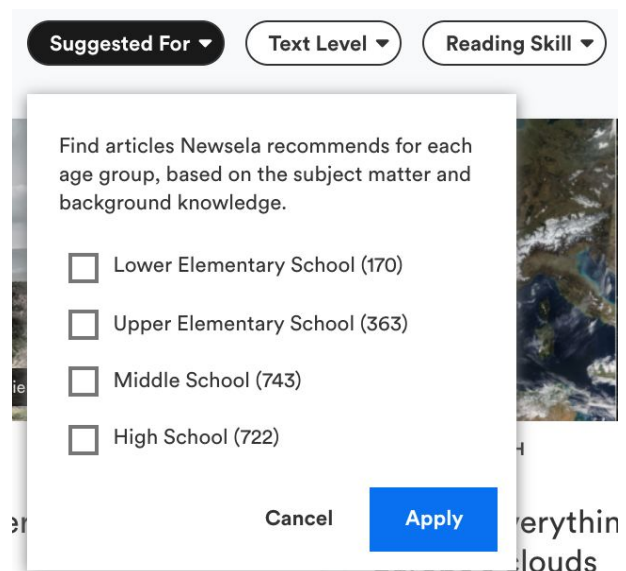 Suggested For
Text Level
Reading Skill
Find articles Newsela recommends for each
age group, based on the subject matter and
background knowledge.
Lower Elementary School (170)
Upper Elementary School (363)
Middle School (743)
High School (722)
Cancel
Apply
clouds